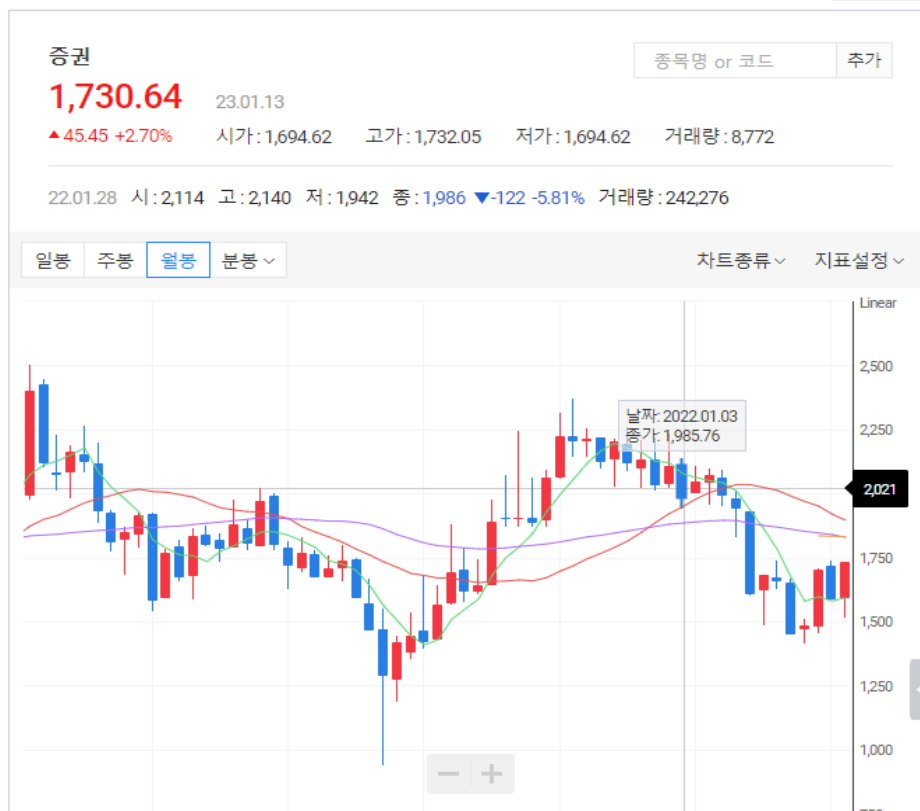 증권
종목명 or 코드 추가
1,730.64 23.01.13
▲45.45 +2.70% 시가 : 1,694.62 고가 : 1,732.05 저가 : 1,694.62 거래량 : 8,772
22.01.28 시 : 2,114 고 : 2,140 저 : 1,942 종 : 1,986 ▼-122 -5.81% 거래량 : 242,276
일봉 주봉 월봉 분봉 차트종류 지표설정
Linear
2,500
2,250
날짜: 2022.01.03
종가: 1,985.76
2,021
1,750
1,500
1,250
1,000